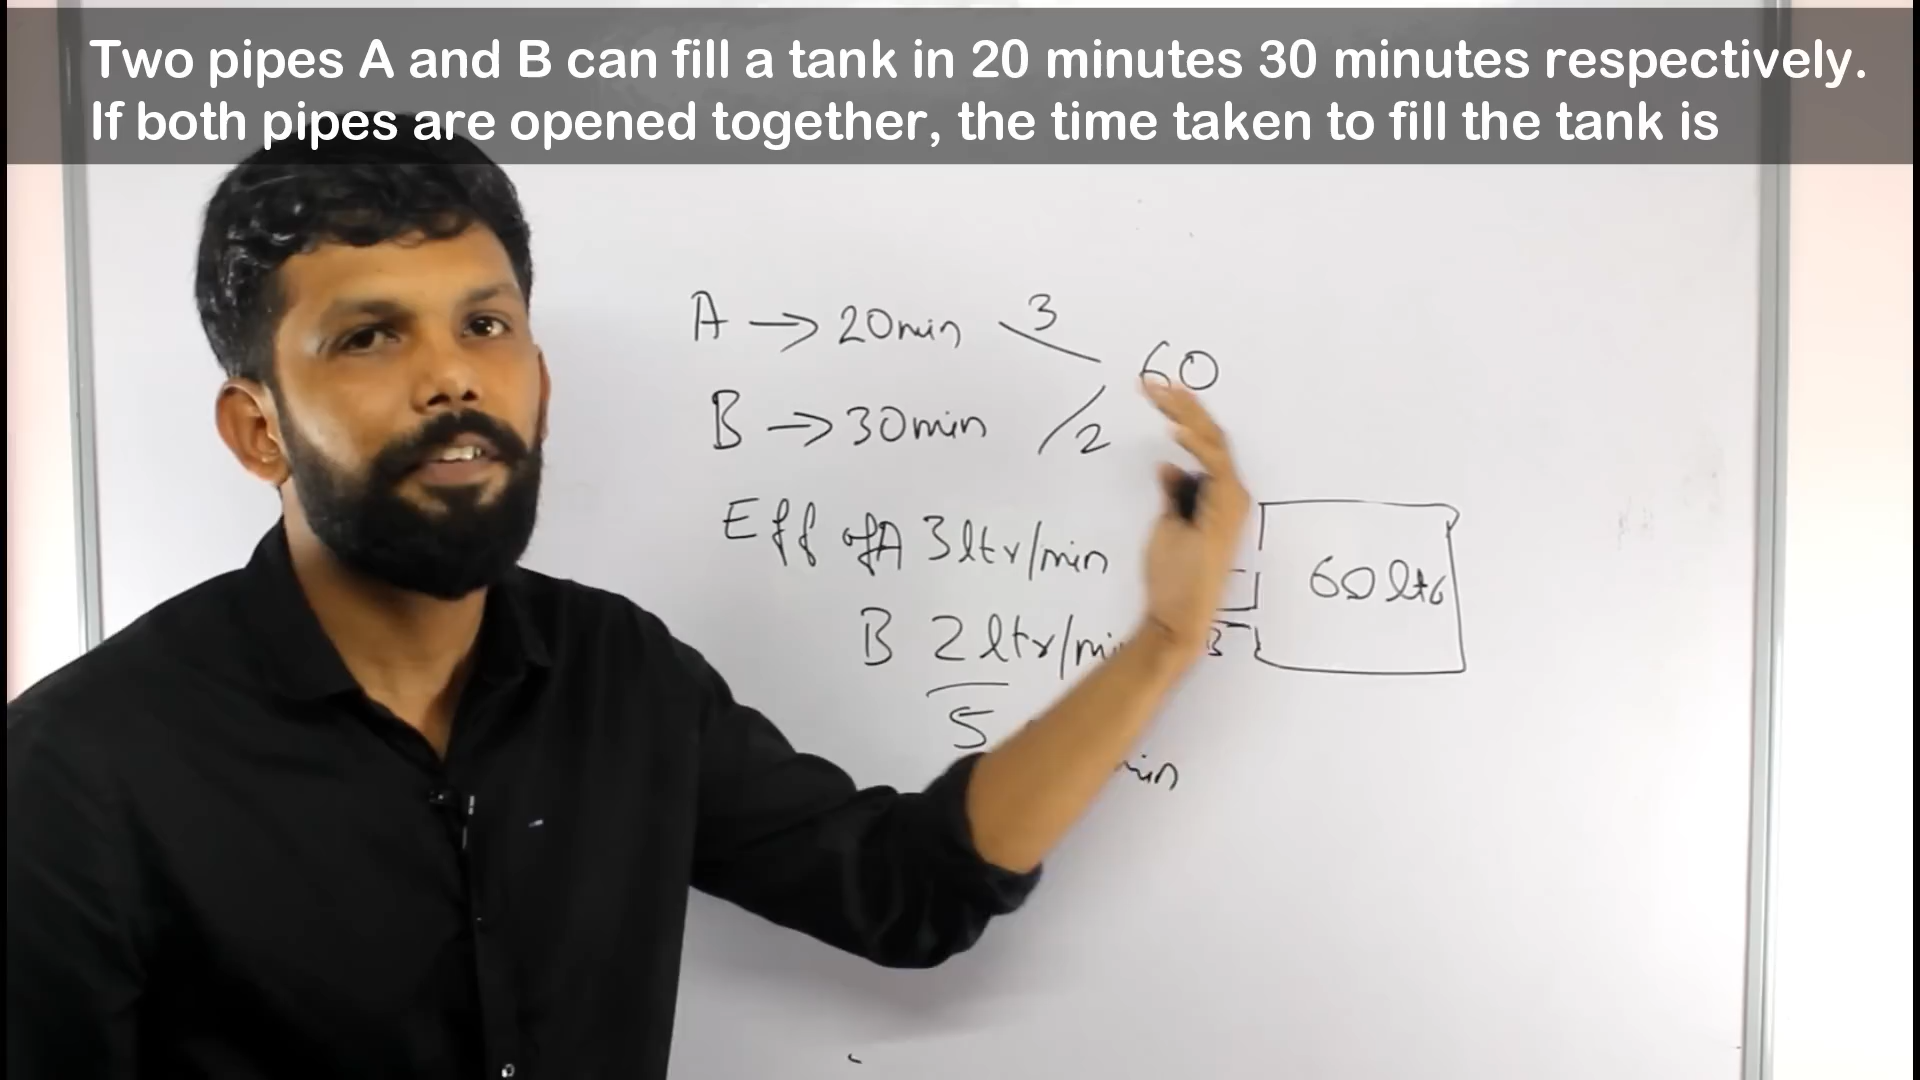 Two pipes A and B can fill a tank in 20 minutes 30 minutes respectively.
If both pipes are opened together, the time taken to fill the tank is
A → 20min 3
60
B → 30min 2
Eff of A 3ltr/min
60 ltr
B 2ltr/mi
B
5
min